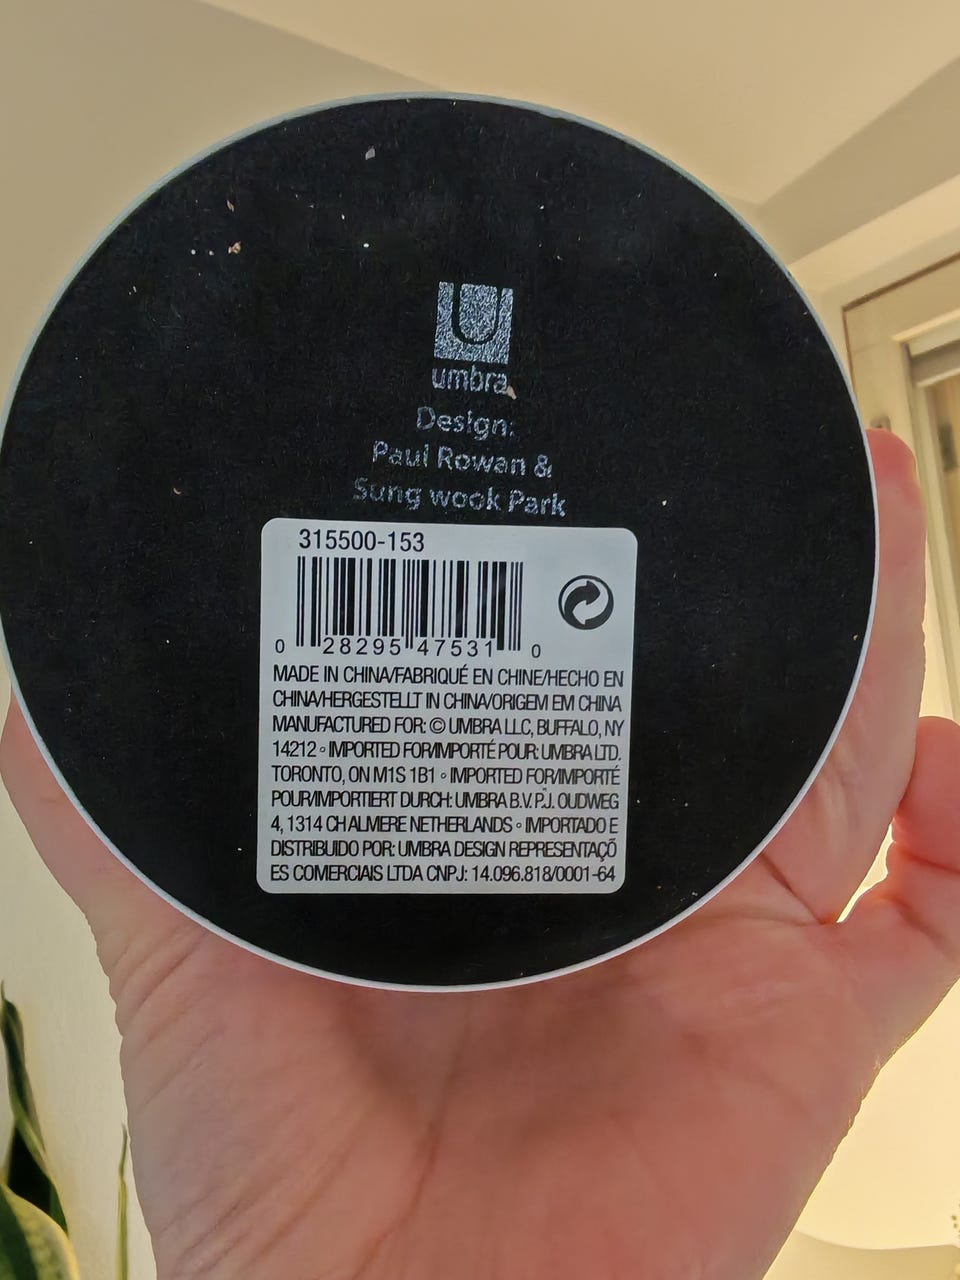 umbra
Design:
Paul Rowan &
Sung wook Park
315500-153
0 28295 47531 0
MADE IN CHINA/FABRIQUÉ EN CHINE/HECHO EN
CHINA/HERGESTELLT IN CHINA/ORIGEM EM CHINA
MANUFACTURED FOR: © UMBRA LLC, BUFFALO, NY
14212 ◦ IMPORTED FOR/IMPORTÉ POUR: UMBRA LTD.
TORONTO, ON M1S 1B1 ◦ IMPORTED FOR/IMPORTÉ
POUR/IMPORTIERT DURCH: UMBRA B.V. P.J. OUDWEG
4, 1314 CH ALMERE NETHERLANDS ◦ IMPORTADO E
DISTRIBUIDO POR: UMBRA DESIGN REPRESENTAÇÕ
ES COMERCIAIS LTDA CNPJ: 14.096.818/0001-64